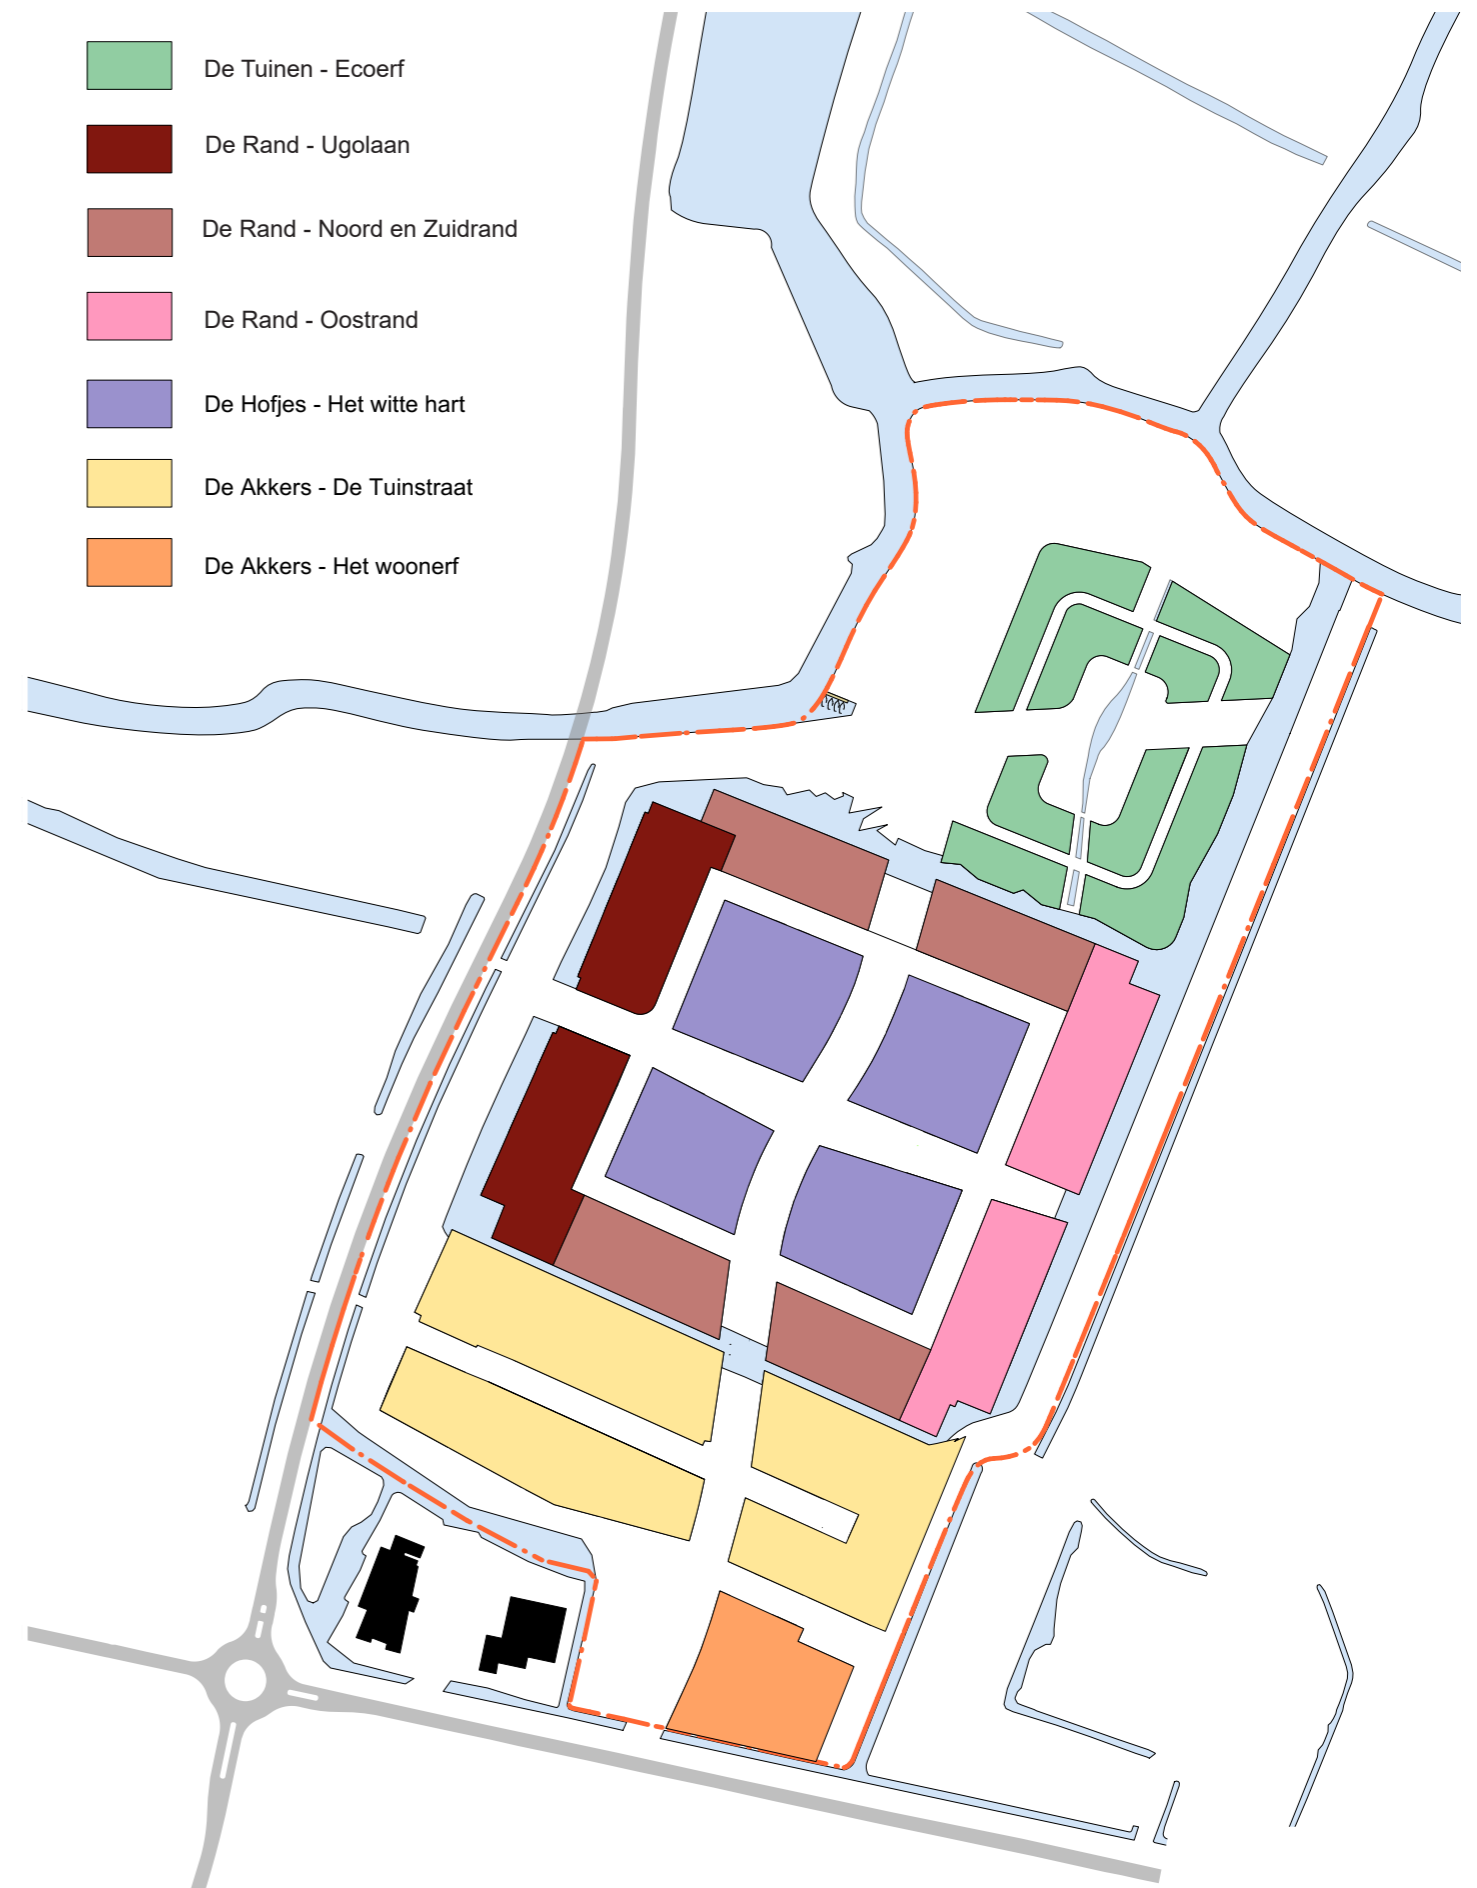 De Tuinen - Ecoerf
De Rand - Ugolaan
De Rand - Noord en Zuidrand
De Rand - Oostrand
De Hofjes - Het witte hart
De Akkers - De Tuinstraat
De Akkers - Het woonerf